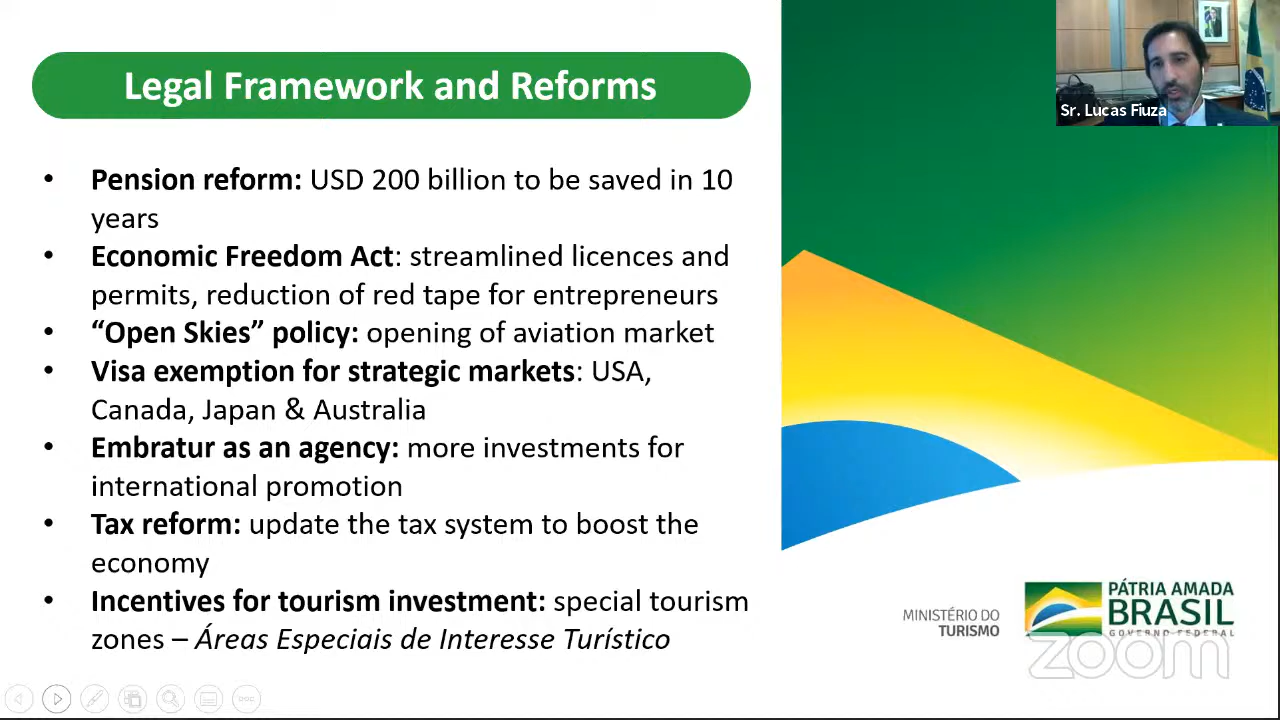 Legal Framework and Reforms
Sr. Lucas Fiuza
• Pension reform: USD 200 billion to be saved in 10
years
• Economic Freedom Act: streamlined licences and
permits, reduction of red tape for entrepreneurs
• “Open Skies” policy: opening of aviation market
• Visa exemption for strategic markets: USA,
Canada, Japan & Australia
• Embratur as an agency: more investments for
international promotion
• Tax reform: update the tax system to boost the
economy
• Incentives for tourism investment: special tourism
zones – Áreas Especiais de Interesse Turístico
MINISTÉRIO DO
TURISMO
PÁTRIA AMADA
BRASIL
GOVERNO FEDERAL
zoom